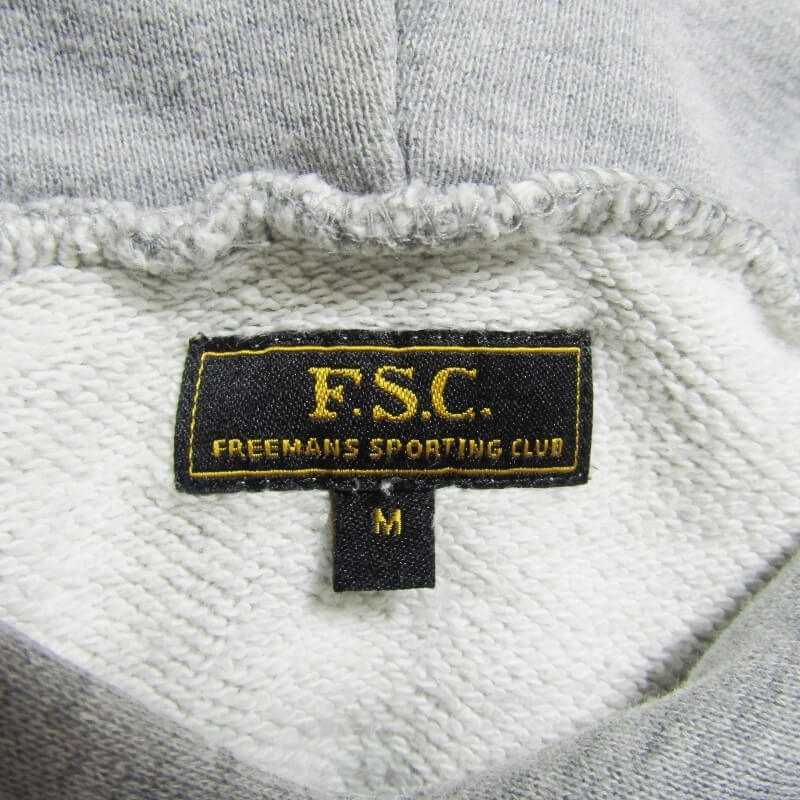 F.S.C.
FREEMANS SPORTING CLUB
M